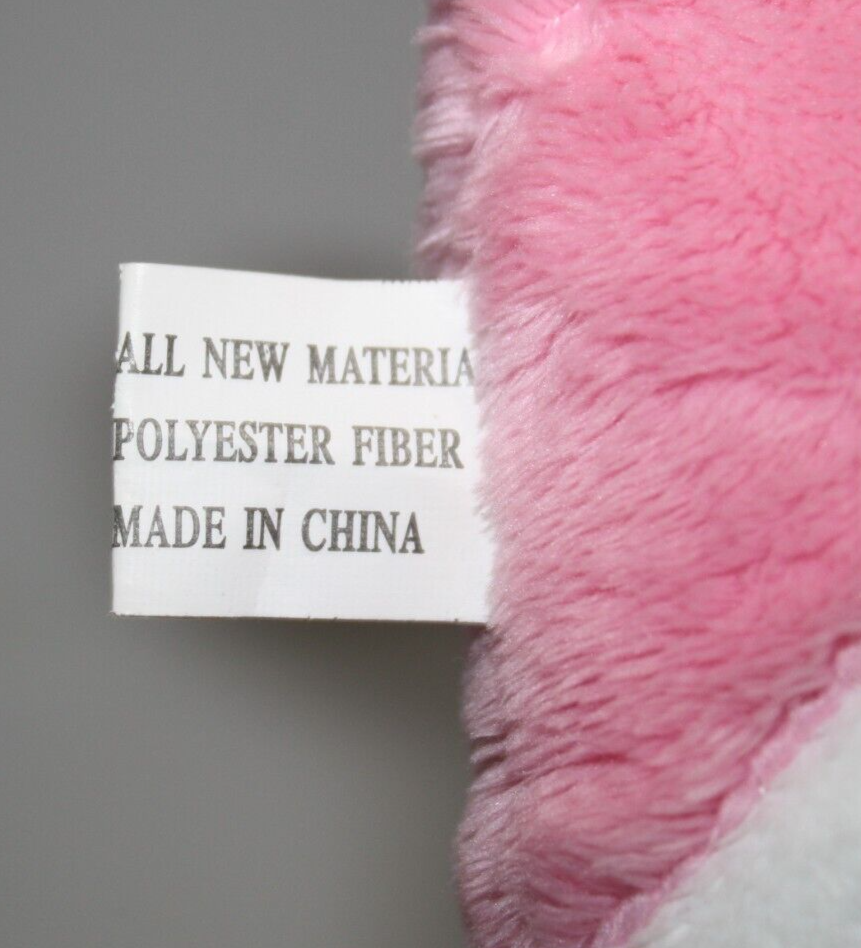 ALL NEW MATERIA
POLYESTER FIBER
MADE IN CHINA